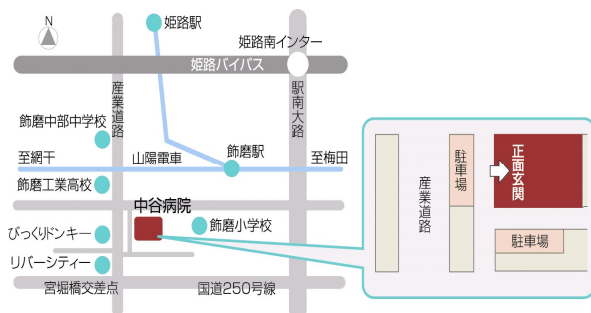 N
姫路駅
姫路南インター
姫路バイパス
産業道路
駅南大路
飾磨中部中学校
至網干
山陽電車
飾磨駅
至梅田
飾磨工業高校
中谷病院
びっくりドンキー
飾磨小学校
リバーシティー
宮堀橋交差点
国道250号線
産業道路
駐車場
正面玄関
駐車場